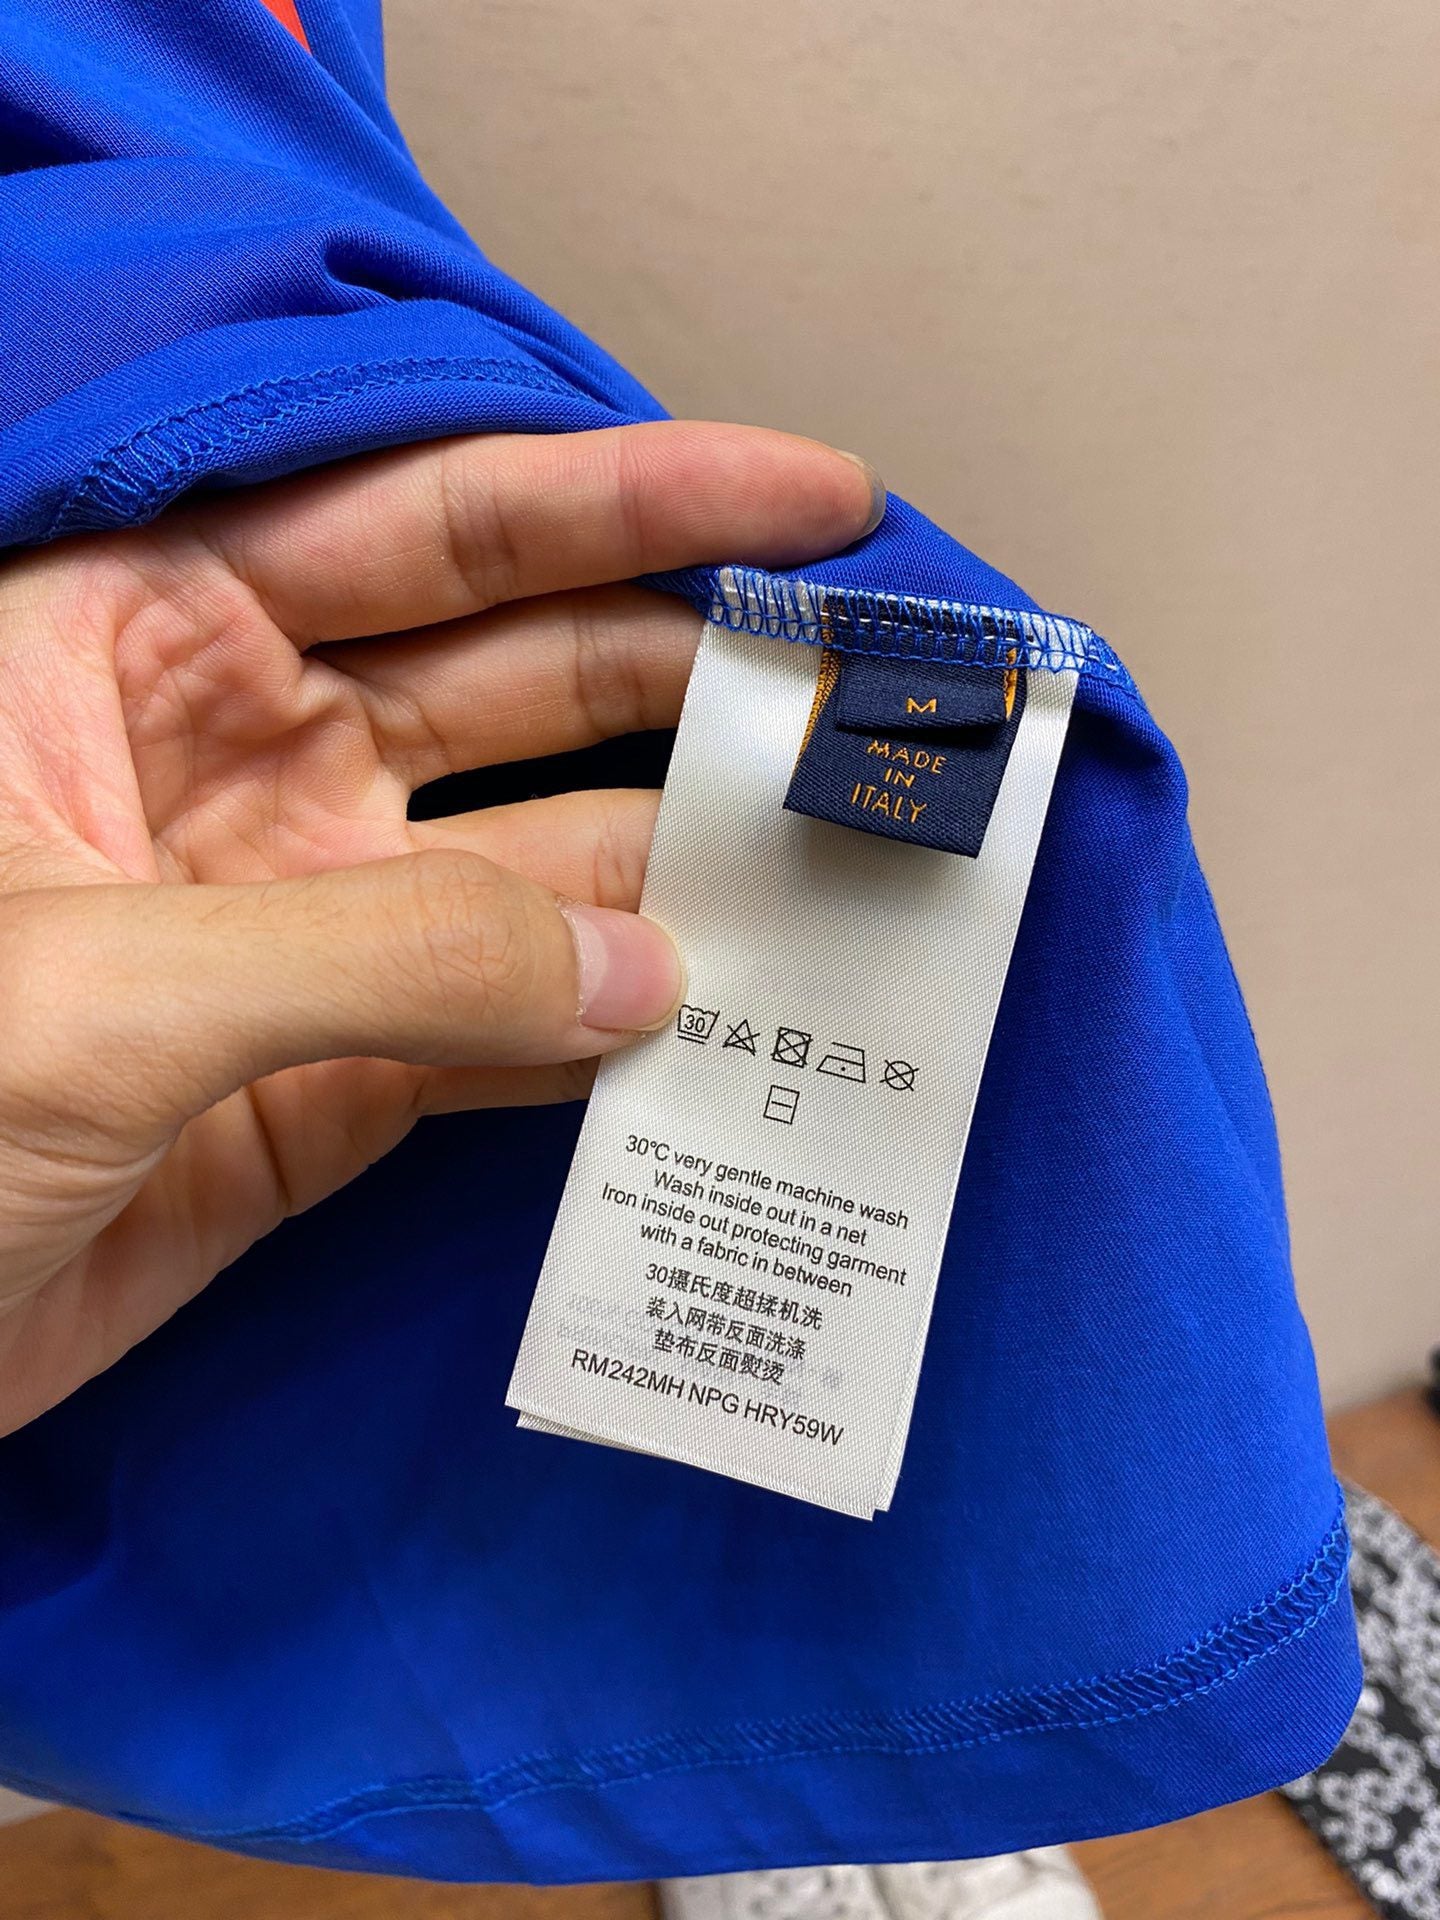 M
MADE
IN
ITALY
30
30°C very gentle machine wash
Wash inside out in a net
Iron inside out protecting garment
with a fabric in between
30摄氏度超揉机洗
装入网带反面洗涤
垫布反面熨烫
RM242MH NPG HRY59W